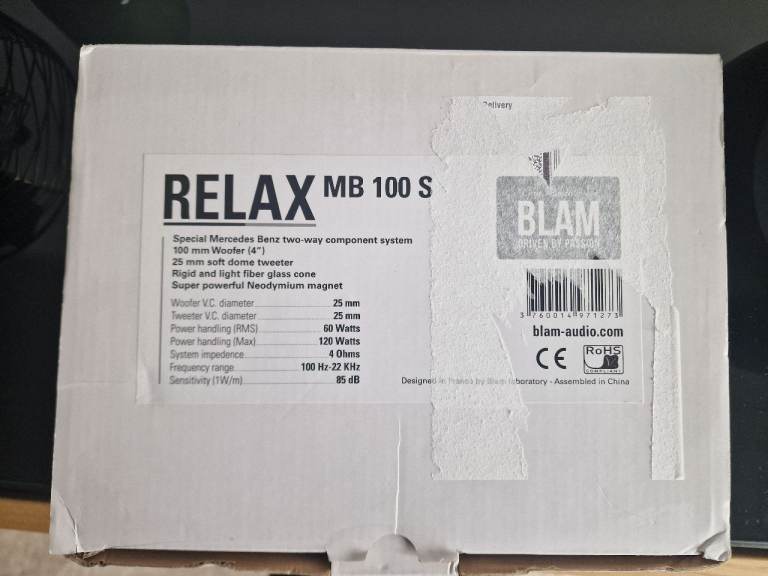 Delivery
RELAX MB 100 S
Special Mercedes Benz two-way component system
100 mm Woofer (4")
25 mm soft dome tweeter
Rigid and light fiber glass cone
Super powerful Neodymium magnet
Woofer V.C. diameter 25 mm
Tweeter V.C. diameter 25 mm
Power handling (RMS) 60 Watts
Power handling (Max) 120 Watts
System impedence 4 Ohms
Frequency range 100 Hz-22 KHz
Sensitivity (1W/m) 85 dB
BLAM
DRIVEN BY PASSION
3 760014 971273
blam-audio.com
CE
RoHS
COMPLIANT
Designed in France by Blam laboratory - Assembled in China